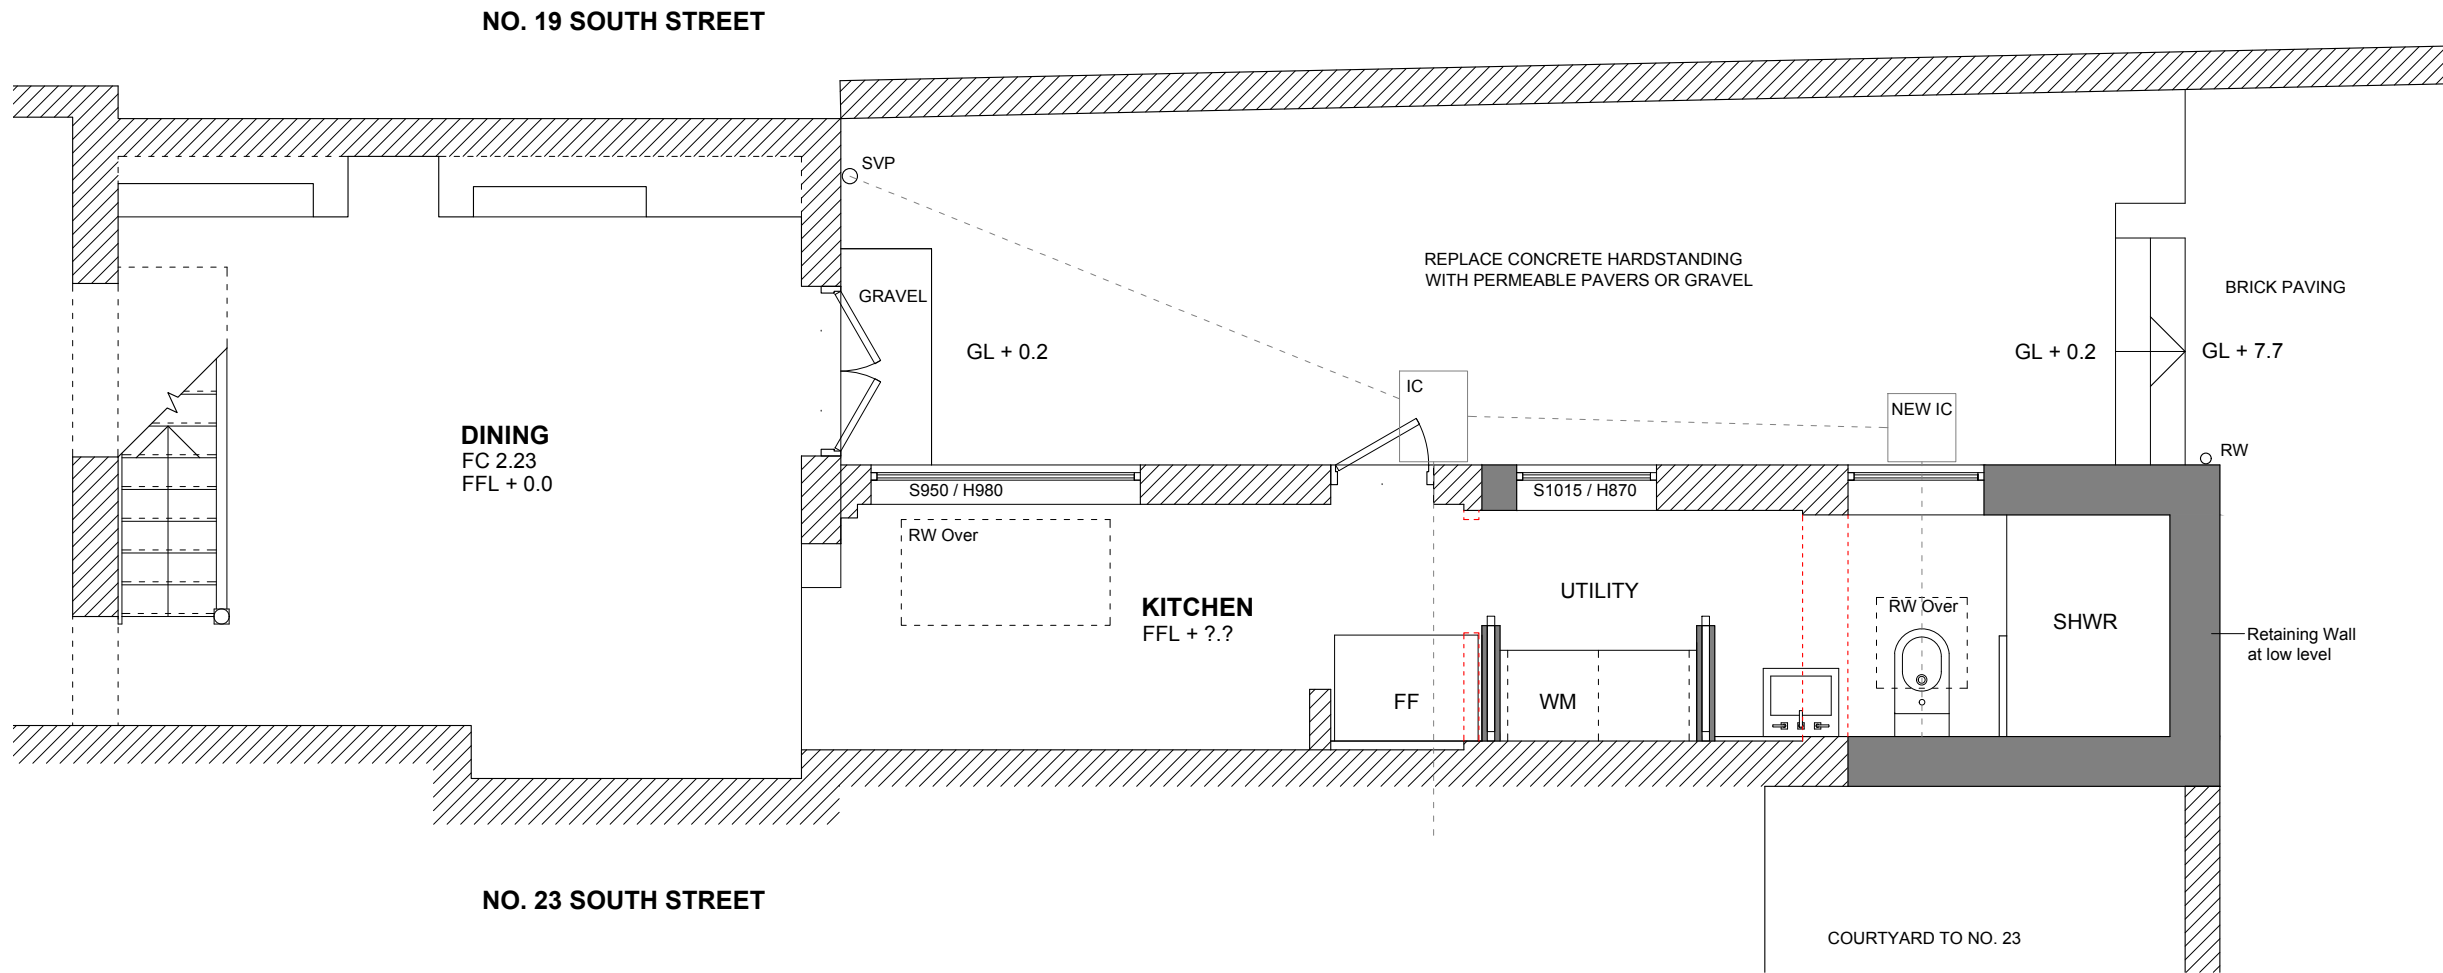 NO. 19 SOUTH STREET
SVP
REPLACE CONCRETE HARDSTANDING
WITH PERMEABLE PAVERS OR GRAVEL
GRAVEL
BRICK PAVING
GL + 0.2
GL + 0.2
GL + 7.7
IC
NEW IC
DINING
FC 2.23
FFL + 0.0
RW
S950 / H980
S1015 / H870
RW Over
KITCHEN
FFL + ?.?
UTILITY
RW Over
SHWR
Retaining Wall
at low level
FF
WM
NO. 23 SOUTH STREET
COURTYARD TO NO. 23